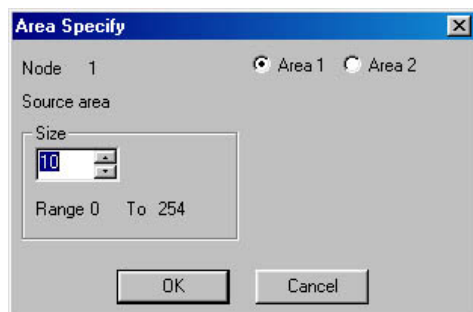 Area Specify
Node 1 Area 1 Area 2
Source area
Size
10
Range 0 To 254
OK Cancel